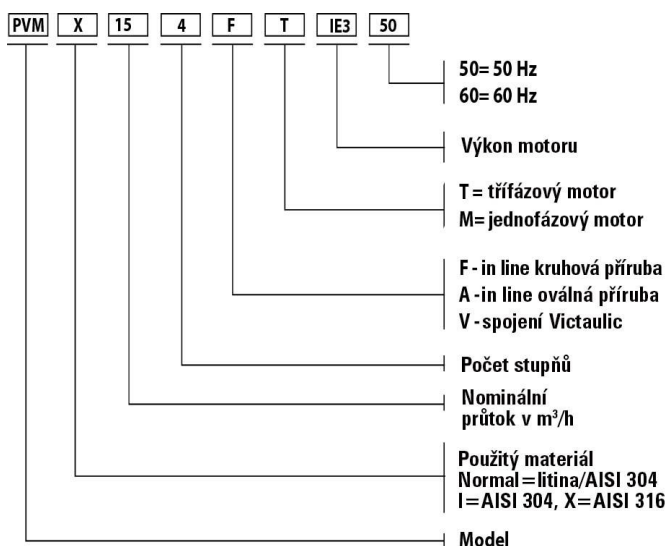 PVM X 15 4 F T IE3 50
50= 50 Hz
60= 60 Hz
Výkon motoru
T= třífázový motor
M= jednofázový motor
F - in line kruhová příruba
A - in line oválná příruba
V - spojení Victaulic
Počet stupňů
Nominální
průtok v m³/h
Použitý materiál
Normal=litina/AISI 304
I=AISI 304, X=AISI 316
Model